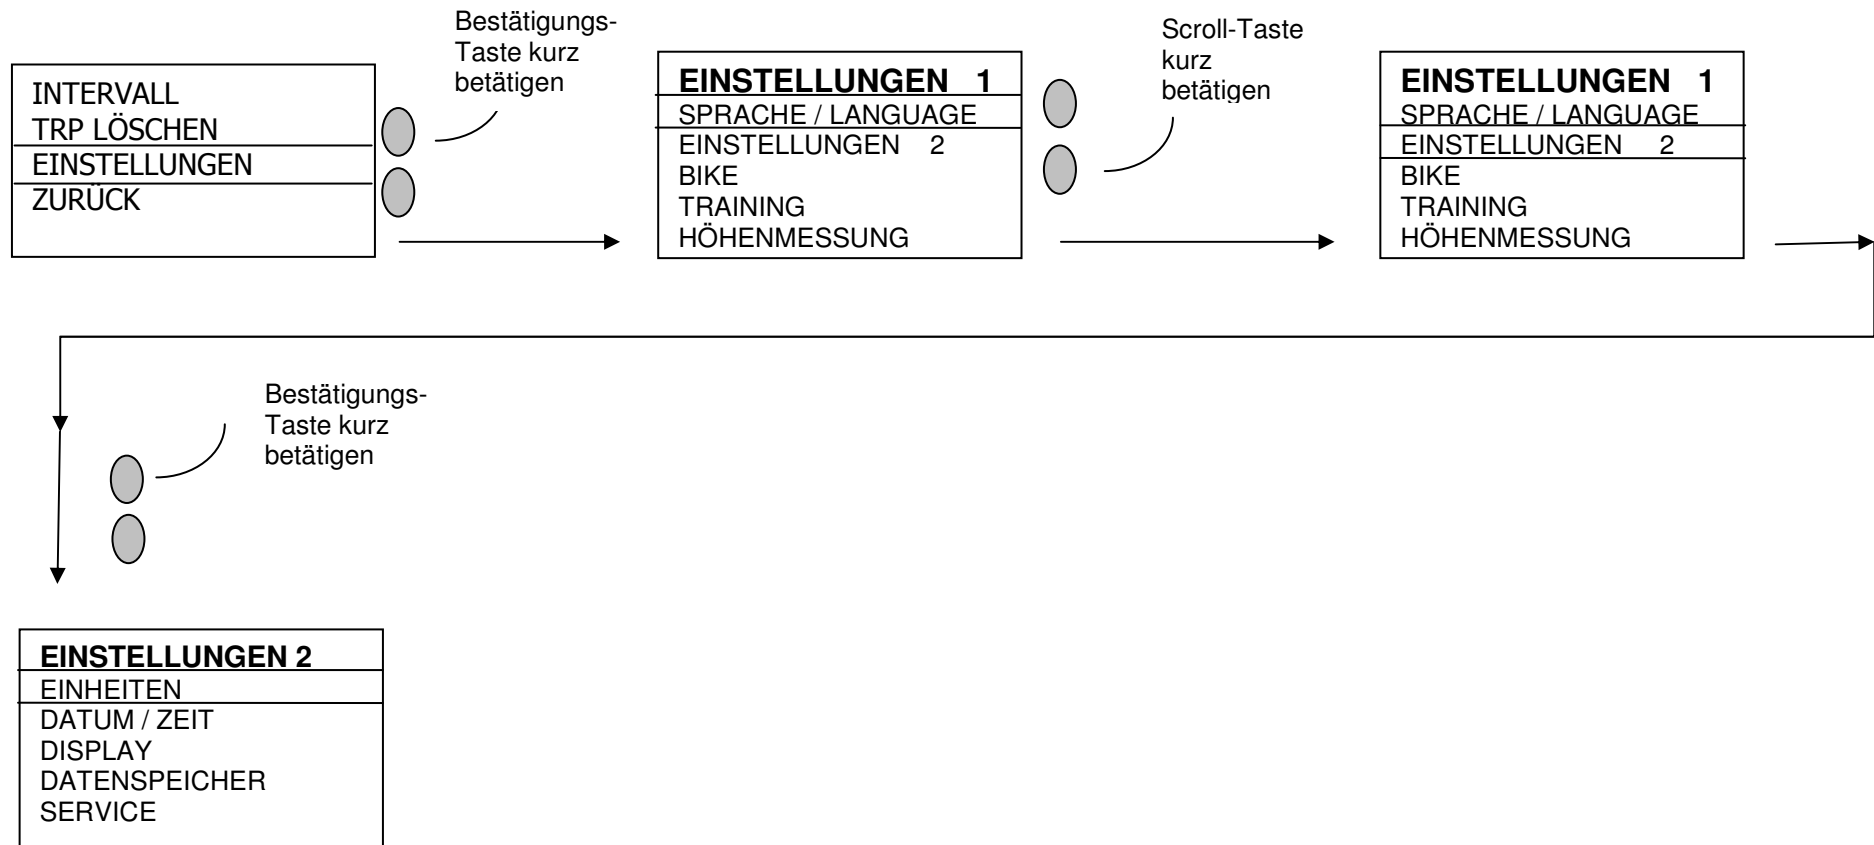 Bestätigungs-
Taste kurz
betätigen
Scroll-Taste
kurz
betätigen
INTERVALL
TRP LÖSCHEN
EINSTELLUNGEN
ZURÜCK
EINSTELLUNGEN 1
SPRACHE / LANGUAGE
EINSTELLUNGEN 2
BIKE
TRAINING
HÖHENMESSUNG
EINSTELLUNGEN 1
SPRACHE / LANGUAGE
EINSTELLUNGEN 2
BIKE
TRAINING
HÖHENMESSUNG
Bestätigungs-
Taste kurz
betätigen
EINSTELLUNGEN 2
EINHEITEN
DATUM / ZEIT
DISPLAY
DATENSPEICHER
SERVICE